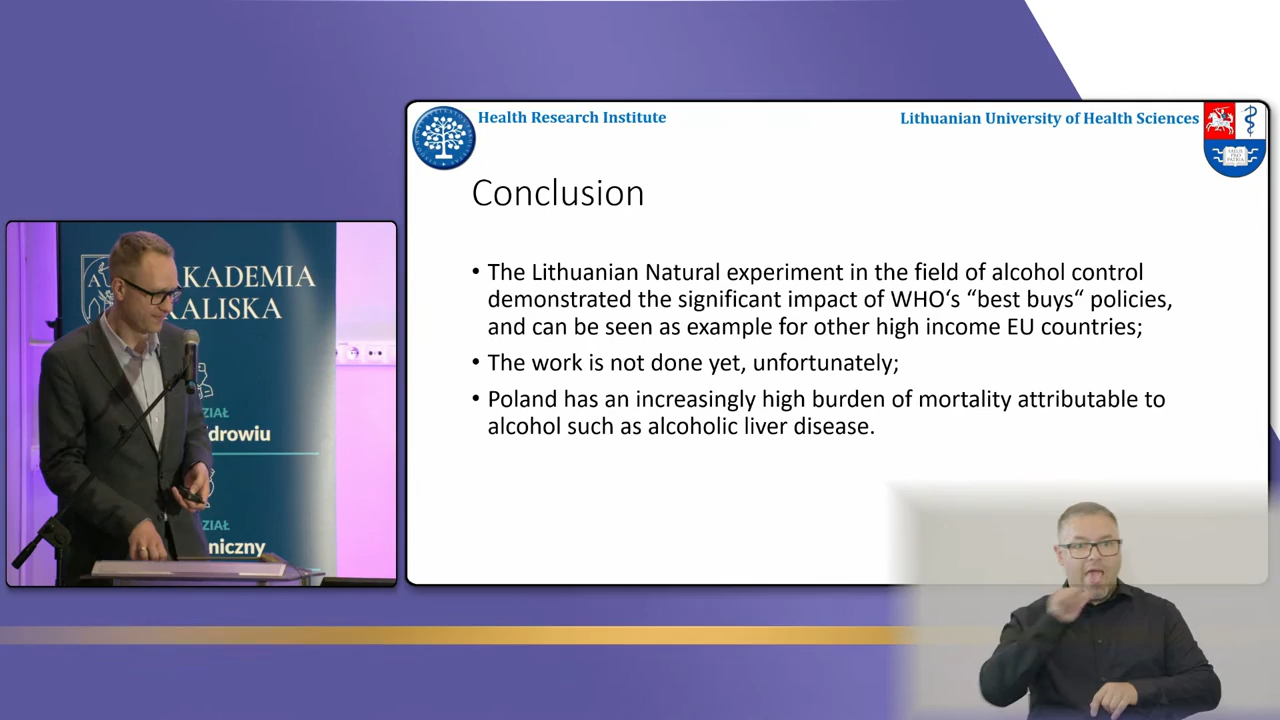 Health Research Institute
Lithuanian University of Health Sciences
Conclusion
• The Lithuanian Natural experiment in the field of alcohol control
demonstrated the significant impact of WHO‘s “best buys“ policies,
and can be seen as example for other high income EU countries;
• The work is not done yet, unfortunately;
• Poland has an increasingly high burden of mortality attributable to
alcohol such as alcoholic liver disease.
KADEMIA
KALISKA
DZIAŁ
drowiu
DZIAŁ
niczny